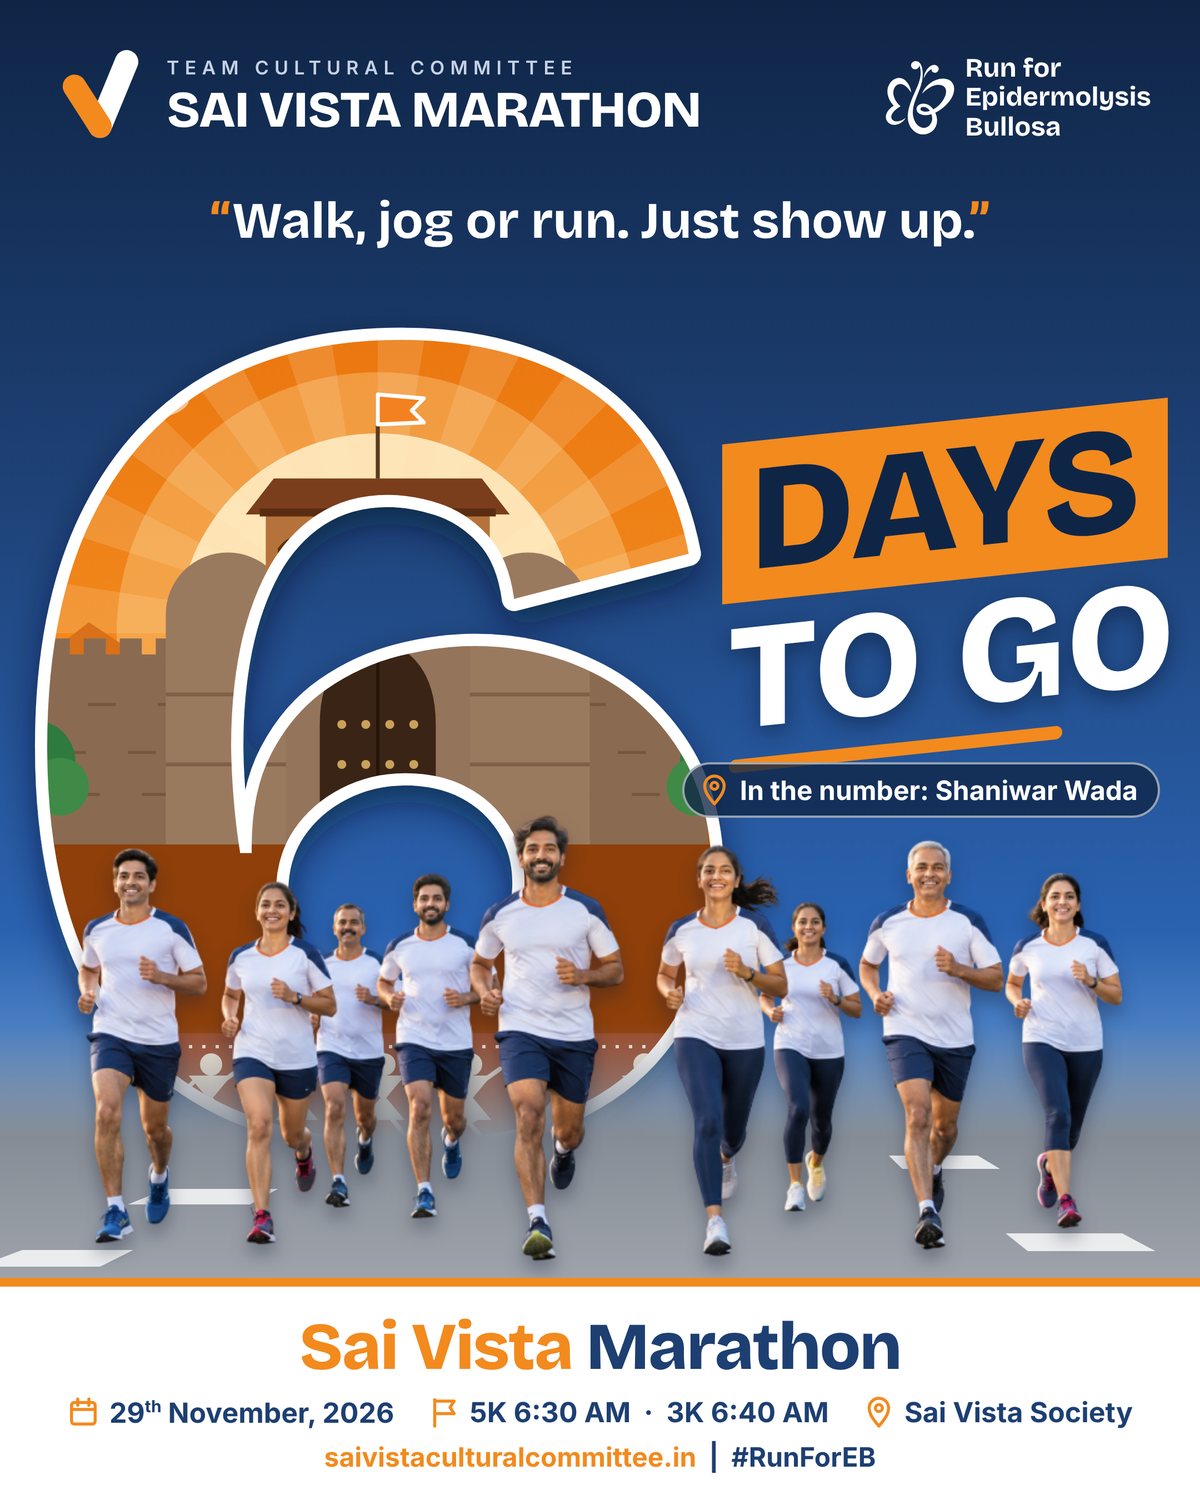 TEAM CULTURAL COMMITTEE
SAI VISTA MARATHON
Run for
Epidermolysis
Bullosa
“Walk, jog or run. Just show up.”
6
DAYS
TO GO
In the number: Shaniwar Wada
Sai Vista Marathon
29th November, 2026 5K 6:30 AM · 3K 6:40 AM Sai Vista Society
saivistaculturalcommittee.in | #RunForEB